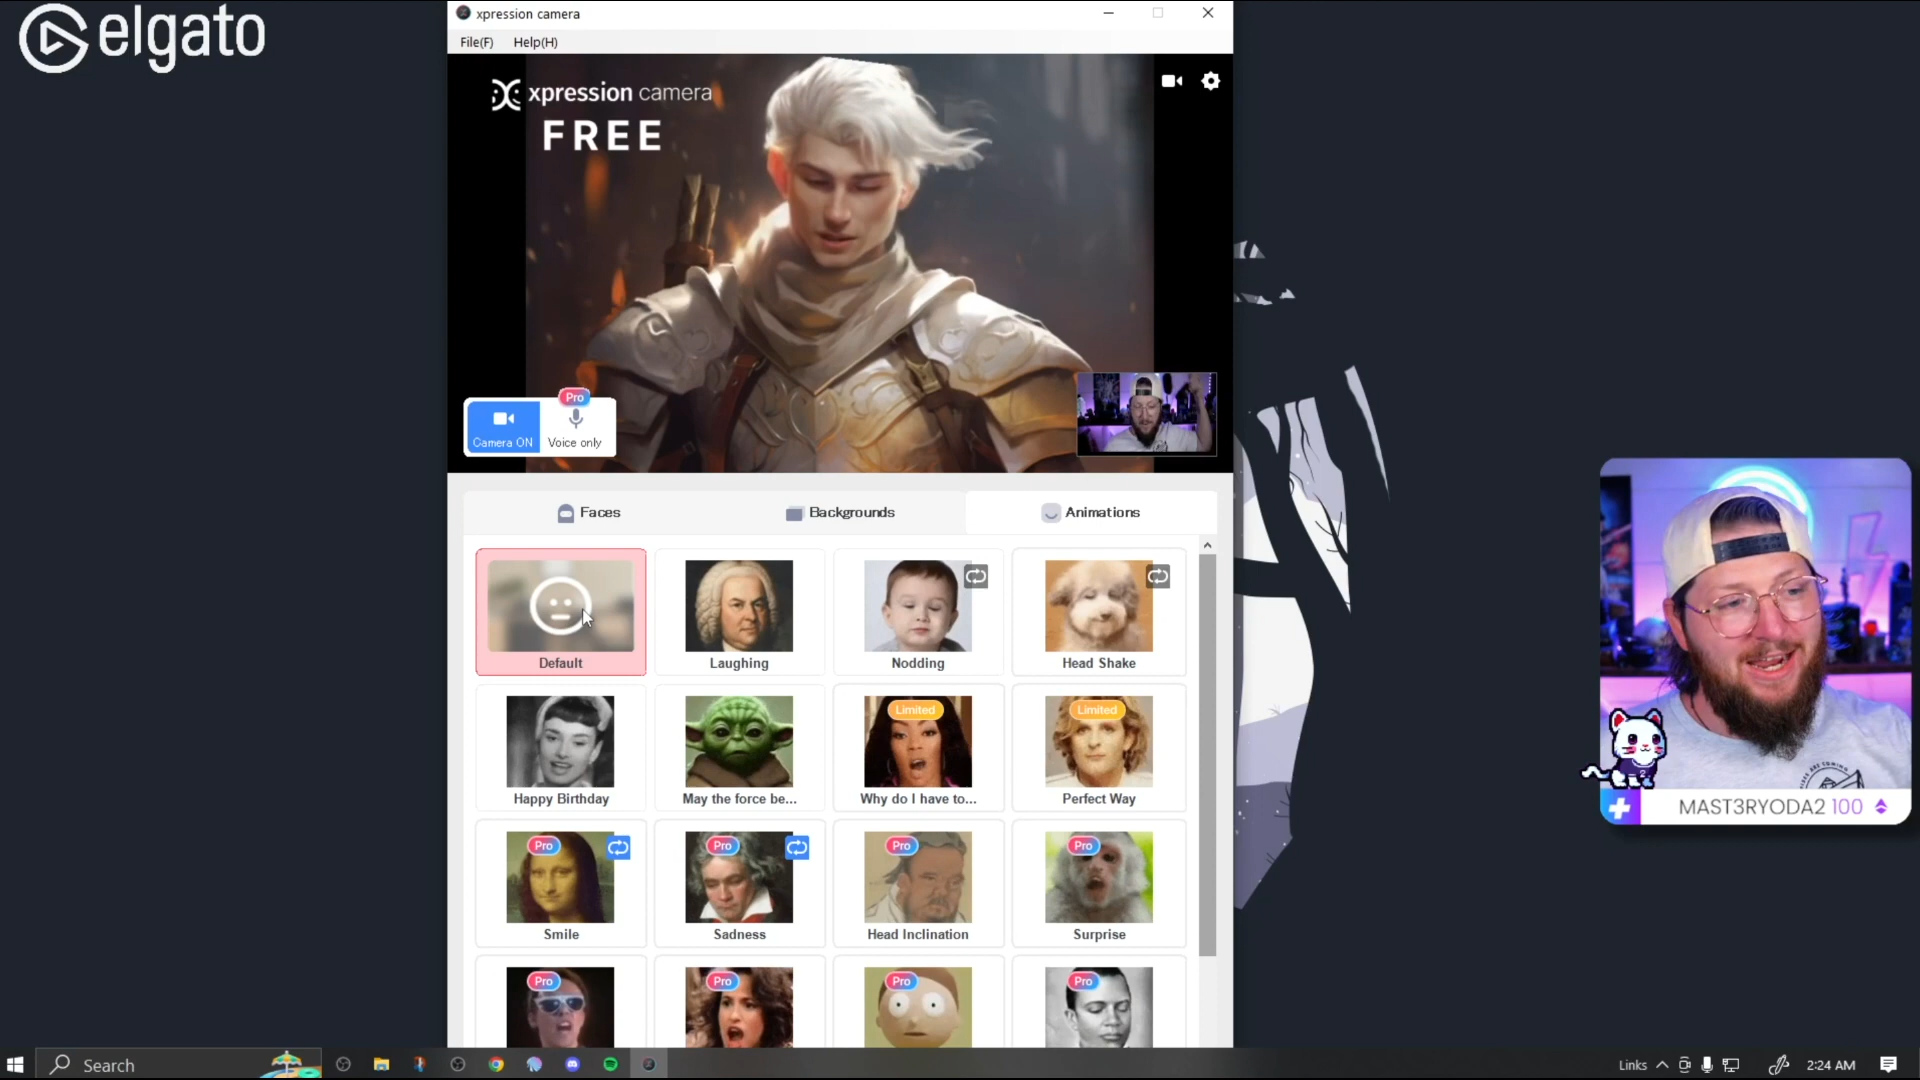 elgato
xpression camera
File(F) Help(H)
xpression camera
FREE
Pro
Camera ON
Voice only
Faces
Backgrounds
Animations
Default
Laughing
Nodding
Head Shake
Limited
Limited
Happy Birthday
May the force be...
Why do I have to...
Perfect Way
Pro
Pro
Pro
Pro
Smile
Sadness
Head Inclination
Surprise
Pro
Pro
Pro
Pro
MAST3RYODA2 100
Search
Links
2:24 AM